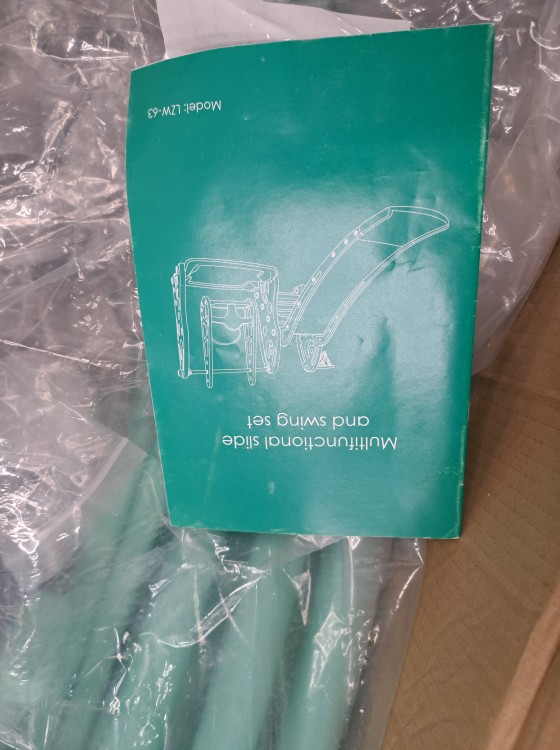 Multifunctional slide
and swing set
Model: LZW-63